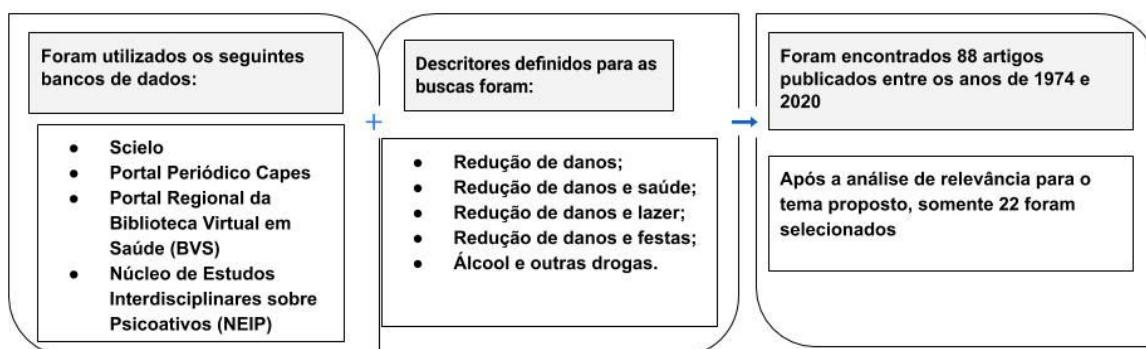 Foram utilizados os seguintes
bancos de dados:
● Scielo
● Portal Periódico Capes
● Portal Regional da
Biblioteca Virtual em
Saúde (BVS)
● Núcleo de Estudos
Interdisciplinares sobre
Psicoativos (NEIP)
+
Descritores definidos para as
buscas foram:
● Redução de danos;
● Redução de danos e saúde;
● Redução de danos e lazer;
● Redução de danos e festas;
● Álcool e outras drogas.
→
Foram encontrados 88 artigos
publicados entre os anos de 1974 e
2020
Após a análise de relevância para o
tema proposto, somente 22 foram
selecionados